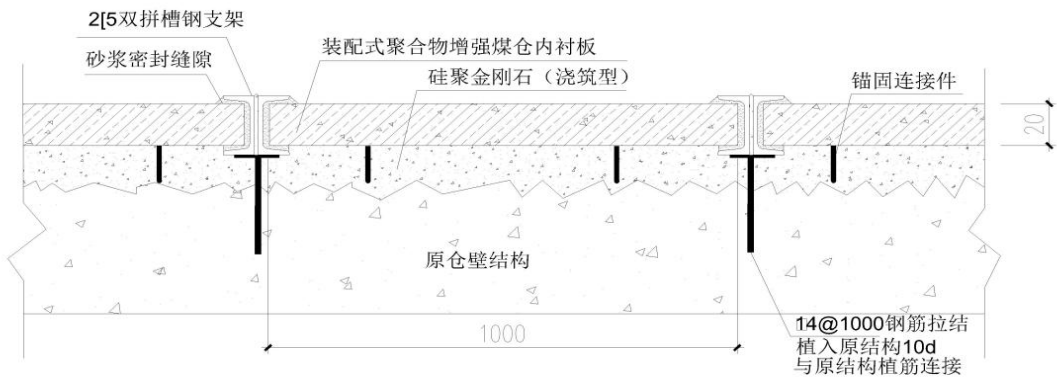 2[5双拼槽钢支架
砂浆密封缝隙
装配式聚合物增强煤仓内衬板
硅聚金刚石（浇筑型）
锚固连接件
20
原仓壁结构
1000
14@1000钢筋拉结
植入原结构10d
与原结构植筋连接